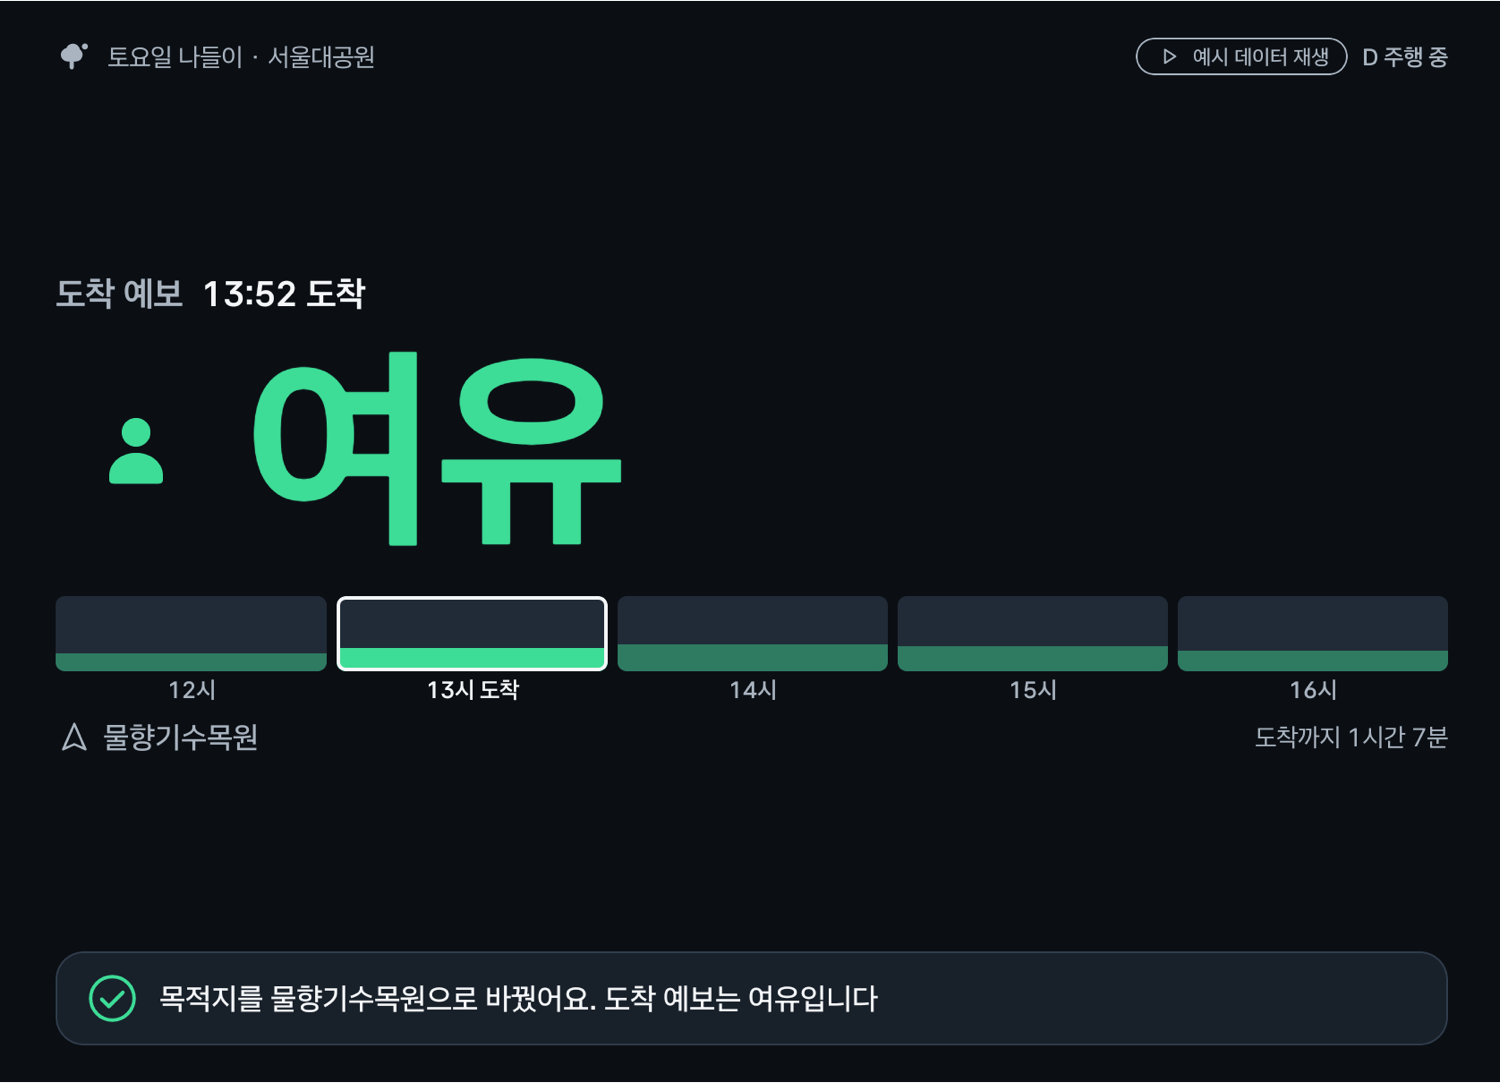 토요일 나들이 · 서울대공원
예시 데이터 재생 D 주행 중
도착 예보 13:52 도착
여유
12시 13시 도착 14시 15시 16시
물향기수목원
도착까지 1시간 7분
목적지를 물향기수목원으로 바꿨어요. 도착 예보는 여유입니다